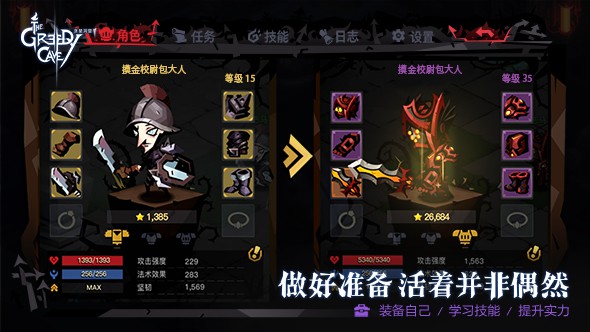 THE GREEDY CAVE
角色 任务 技能 日志 设置
摸金校尉包大人
等级 15
1,385
1393/1393
256/256
MAX
攻击强度 229
法术效果 283
坚韧 1,569
摸金校尉包大人
等级 35
26,684
5340/5340
攻击强度 1,563
做好准备 活着并非偶然
装备自己 / 学习技能 / 提升实力